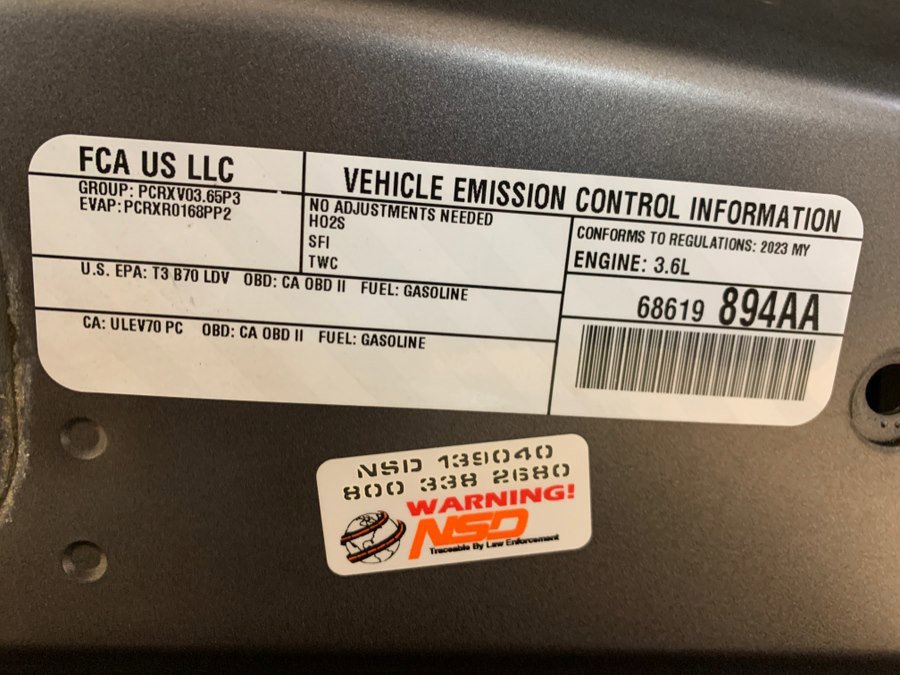 FCA US LLC
VEHICLE EMISSION CONTROL INFORMATION
GROUP: PCRXV03.65P3
EVAP: PCRXR0168PP2
NO ADJUSTMENTS NEEDED
HO2S
SFI
TWC
CONFORMS TO REGULATIONS: 2023 MY
ENGINE: 3.6L
U.S. EPA: T3 B70 LDV OBD: CA OBD II FUEL: GASOLINE
CA: ULEV70 PC OBD: CA OBD II FUEL: GASOLINE
68619 894AA
NSD 139040
800 338 2680
WARNING!
NSD
Traceable By Law Enforcement